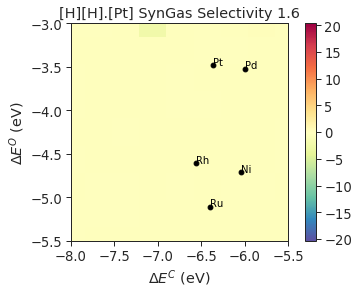 [H][H].[Pt] SynGas Selectivity 1.6
−3.0
−3.5
−4.0
−4.5
−5.0
−5.5
ΔE^O (eV)
Pt
Pd
Rh
Ni
Ru
−8.0 −7.5 −7.0 −6.5 −6.0 −5.5
ΔE^C (eV)
20
15
10
5
0
−5
−10
−15
−20